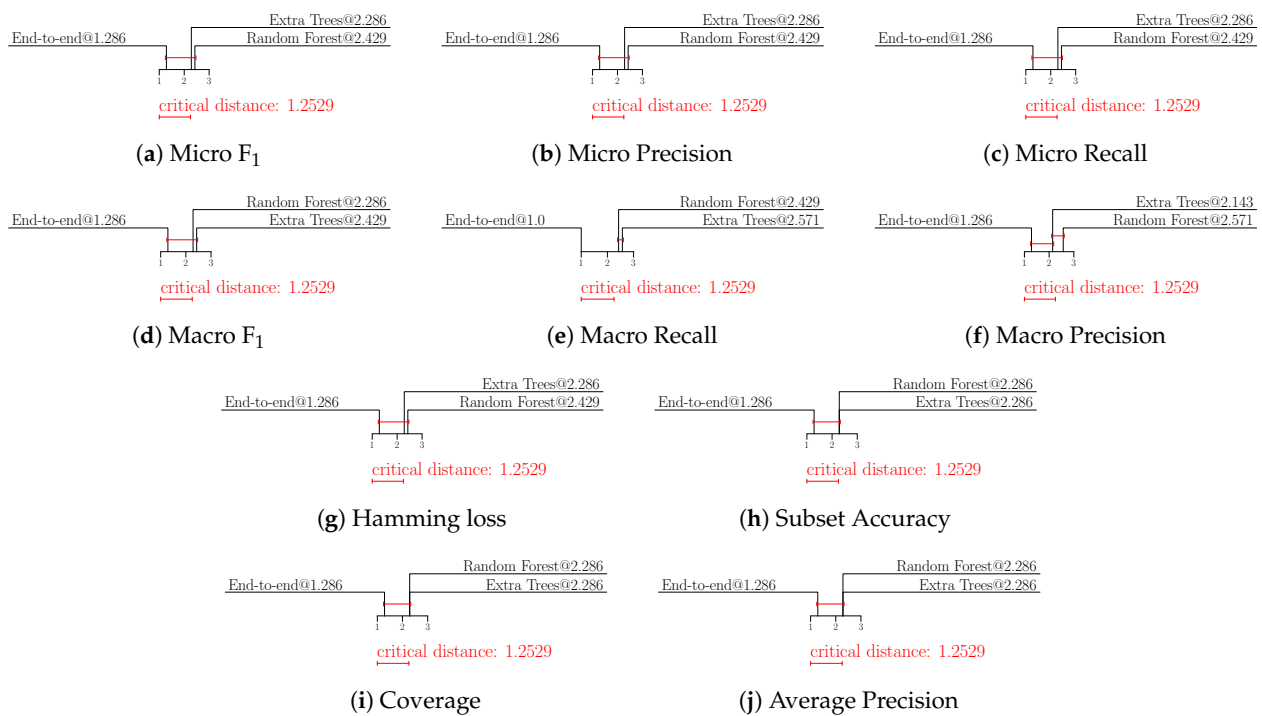 Extra Trees@2.286
End-to-end@1.286
Random Forest@2.429
1 2 3
critical distance: 1.2529
(a) Micro F1
Extra Trees@2.286
End-to-end@1.286
Random Forest@2.429
1 2 3
critical distance: 1.2529
(b) Micro Precision
Extra Trees@2.286
End-to-end@1.286
Random Forest@2.429
1 2 3
critical distance: 1.2529
(c) Micro Recall
Random Forest@2.286
End-to-end@1.286
Extra Trees@2.429
1 2 3
critical distance: 1.2529
(d) Macro F1
Random Forest@2.429
End-to-end@1.0
Extra Trees@2.571
1 2 3
critical distance: 1.2529
(e) Macro Recall
Extra Trees@2.143
End-to-end@1.286
Random Forest@2.571
1 2 3
critical distance: 1.2529
(f) Macro Precision
Extra Trees@2.286
End-to-end@1.286
Random Forest@2.429
1 2 3
critical distance: 1.2529
(g) Hamming loss
Random Forest@2.286
End-to-end@1.286
Extra Trees@2.286
1 2 3
critical distance: 1.2529
(h) Subset Accuracy
Random Forest@2.286
End-to-end@1.286
Extra Trees@2.286
1 2 3
critical distance: 1.2529
(i) Coverage
Random Forest@2.286
End-to-end@1.286
Extra Trees@2.286
1 2 3
critical distance: 1.2529
(j) Average Precision